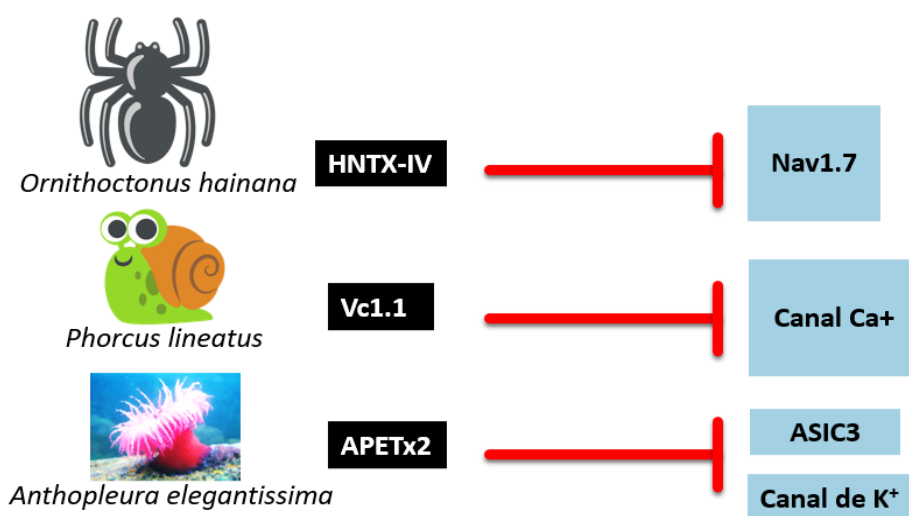 Ornithoctonus hainana
HNTX-IV
Nav1.7
Phorcus lineatus
Vc1.1
Canal Ca+
Anthopleura elegantissima
APETx2
ASIC3
Canal de K⁺